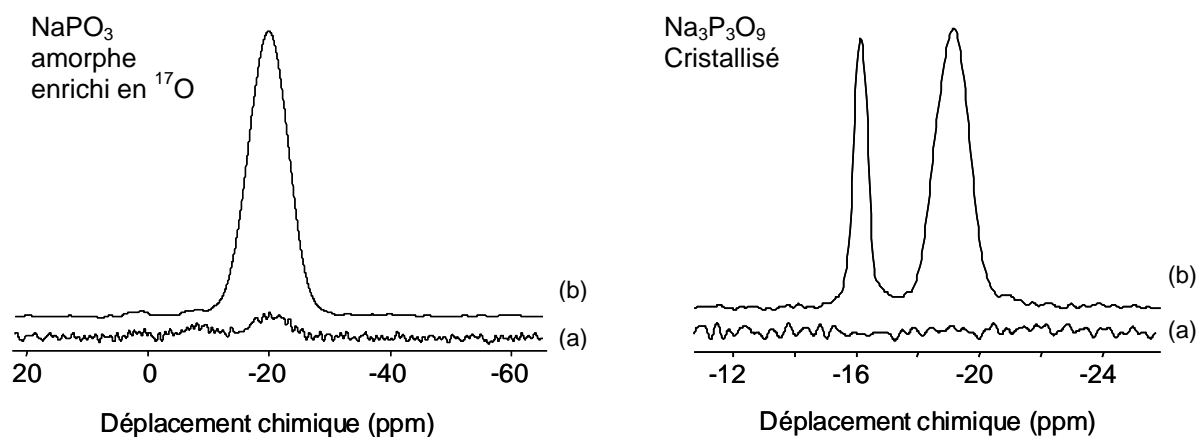 NaPO₃
amorphe
enrichi en ¹⁷O
(b)
(a)
20 0 -20 -40 -60
Déplacement chimique (ppm)
Na₃P₃O₉
Cristallisé
(b)
(a)
-12 -16 -20 -24
Déplacement chimique (ppm)